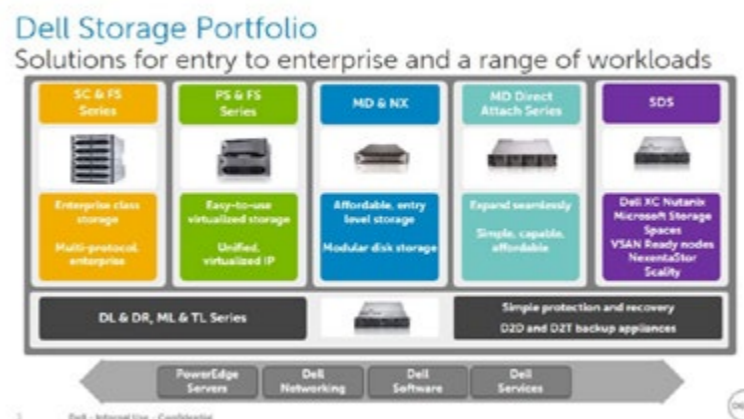 Dell Storage Portfolio
Solutions for entry to enterprise and a range of workloads
SC & FS
Series
PS & FS
Series
MD & NX
MD Direct
Attach Series
SDS
Enterprise class
storage
Multi-protocol,
enterprise
Easy-to-use
virtualized storage
Unified,
virtualized IP
Affordable, entry
level storage
Modular disk storage
Expand seamlessly
Simple, capable,
affordable
Dell XC Nutanix
Microsoft Storage
Spaces
VSAN Ready nodes
NexentaStor
Scality
DL & DR, ML & TL Series
Simple protection and recovery
D2D and D2T backup appliances
PowerEdge
Servers
Dell
Networking
Dell
Software
Dell
Services
Dell - Internal Use - Confidential